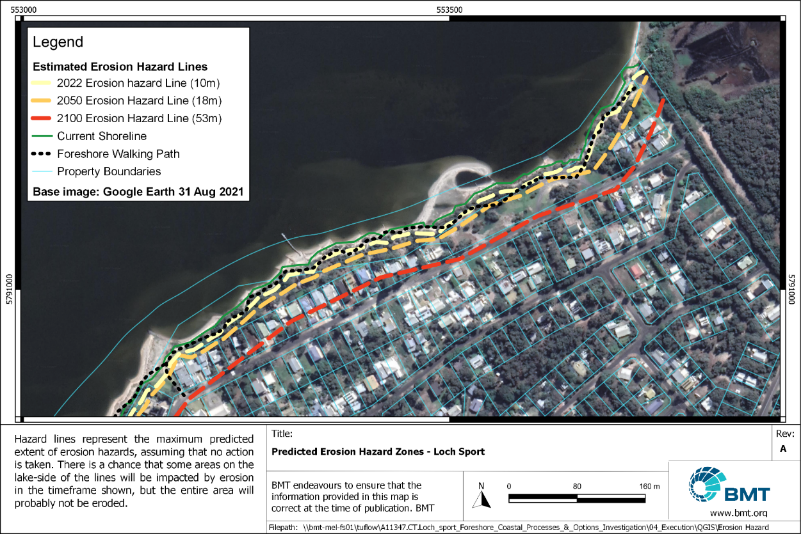 553000
553500
Legend
Estimated Erosion Hazard Lines
2022 Erosion hazard Line (10m)
2050 Erosion Hazard Line (18m)
2100 Erosion Hazard Line (53m)
Current Shoreline
Foreshore Walking Path
Property Boundaries
Base image: Google Earth 31 Aug 2021
5791000
5791000
Hazard lines represent the maximum predicted
extent of erosion hazards, assuming that no action
is taken. There is a chance that some areas on the
lake-side of the lines will be impacted by erosion
in the timeframe shown, but the entire area will
probably not be eroded.
Title:
Predicted Erosion Hazard Zones - Loch Sport
Rev:
A
BMT endeavours to ensure that the
information provided in this map is
correct at the time of publication. BMT
N
0 80 160 m
BMT
www.bmt.org
Filepath: \\bmt-mel-fs01\tuflow\A11347.CT.Loch_sport_Foreshore_Coastal_Processes_&_Options_Investigation\04_Execution\QGIS\Erosion Hazard